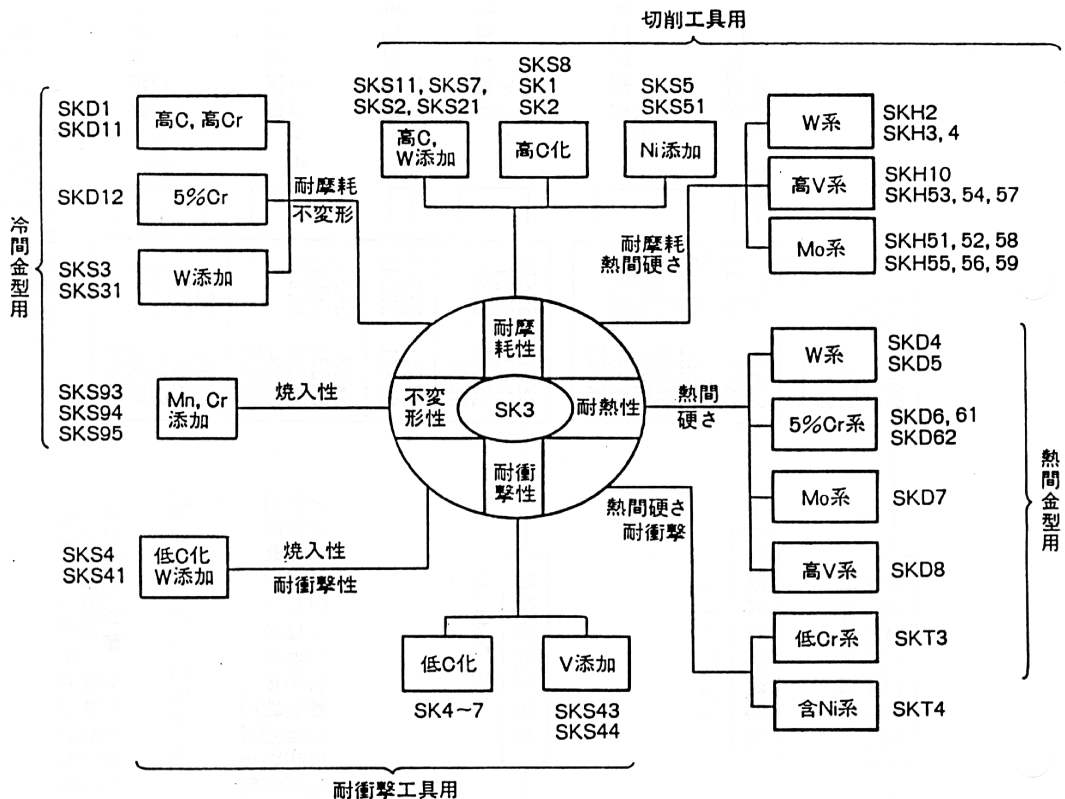 切削工具用
SKS11, SKS7,
SKS2, SKS21
高C,
W添加
SKS8
SK1
SK2
高C化
SKS5
SKS51
Ni添加
冷間金型用
SKD1
SKD11
高C, 高Cr
SKD12
5%Cr
SKS3
SKS31
W添加
耐摩耗
不変形
SKS93
SKS94
SKS95
Mn, Cr
添加
焼入性
耐摩耗
熱間硬さ
W系
SKH2
SKH3, 4
高V系
SKH10
SKH53, 54, 57
Mo系
SKH51, 52, 58
SKH55, 56, 59
耐摩
耗性
不変
形性
SK3
耐熱性
耐衝
撃性
熱間
硬さ
W系
SKD4
SKD5
5%Cr系
SKD6, 61
SKD62
Mo系
SKD7
高V系
SKD8
熱間金型用
熱間硬さ
耐衝撃
低Cr系
SKT3
含Ni系
SKT4
SKS4
SKS41
低C化
W添加
焼入性
耐衝撃性
低C化
SK4～7
V添加
SKS43
SKS44
耐衝撃工具用